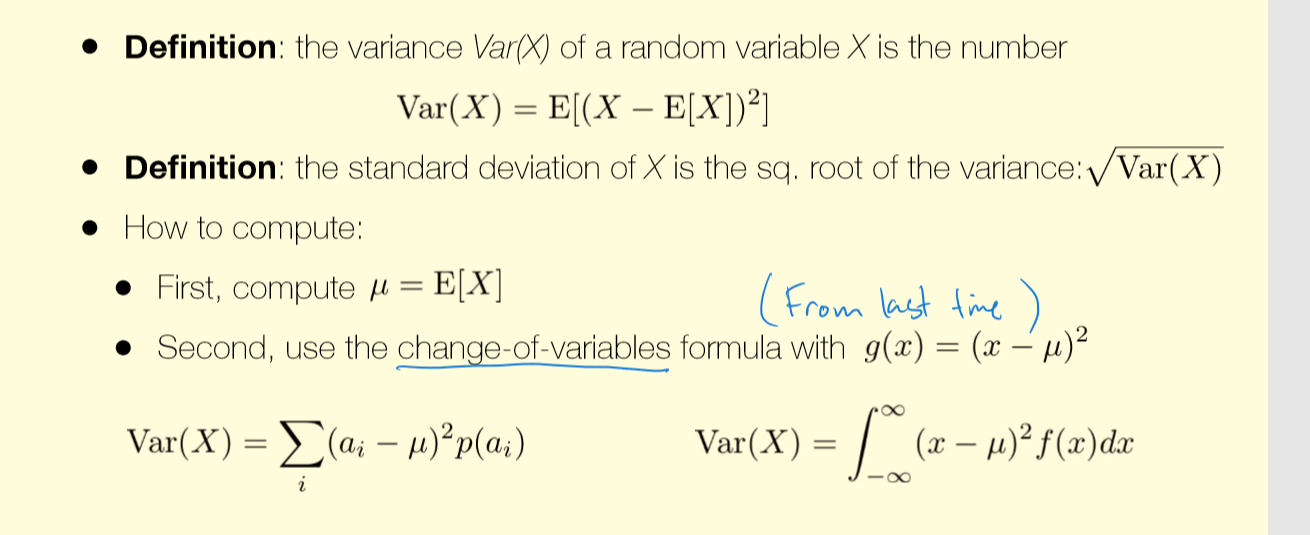 • Definition: the variance Var(X) of a random variable X is the number
Var(X) = E[(X − E[X])²]
• Definition: the standard deviation of X is the sq. root of the variance: √Var(X)
• How to compute:
• First, compute μ = E[X]
(From last time)
• Second, use the change-of-variables formula with g(x) = (x − μ)²
Var(X) = ∑ᵢ (aᵢ − μ)² p(aᵢ) Var(X) = ∫_{−∞}^{∞} (x − μ)² f(x)dx